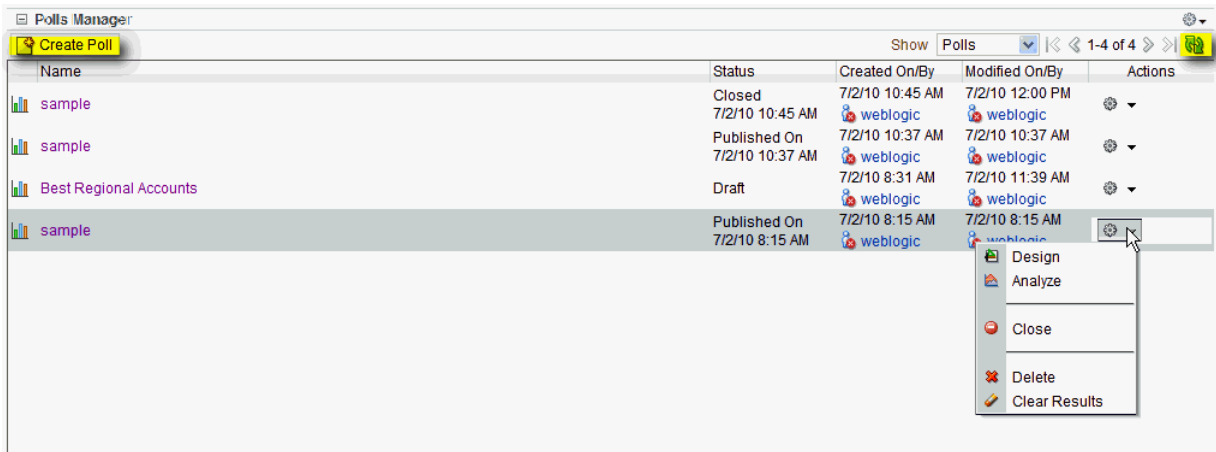 Polls Manager
Create Poll
Show Polls 1-4 of 4
Name Status Created On/By Modified On/By Actions
sample Closed 7/2/10 10:45 AM 7/2/10 12:00 PM
7/2/10 10:45 AM weblogic weblogic
sample Published On 7/2/10 10:37 AM 7/2/10 10:37 AM
7/2/10 10:37 AM weblogic weblogic
Best Regional Accounts Draft 7/2/10 8:31 AM 7/2/10 11:39 AM
weblogic weblogic
sample Published On 7/2/10 8:15 AM 7/2/10 8:15 AM
7/2/10 8:15 AM weblogic weblogic
Design
Analyze
Close
Delete
Clear Results